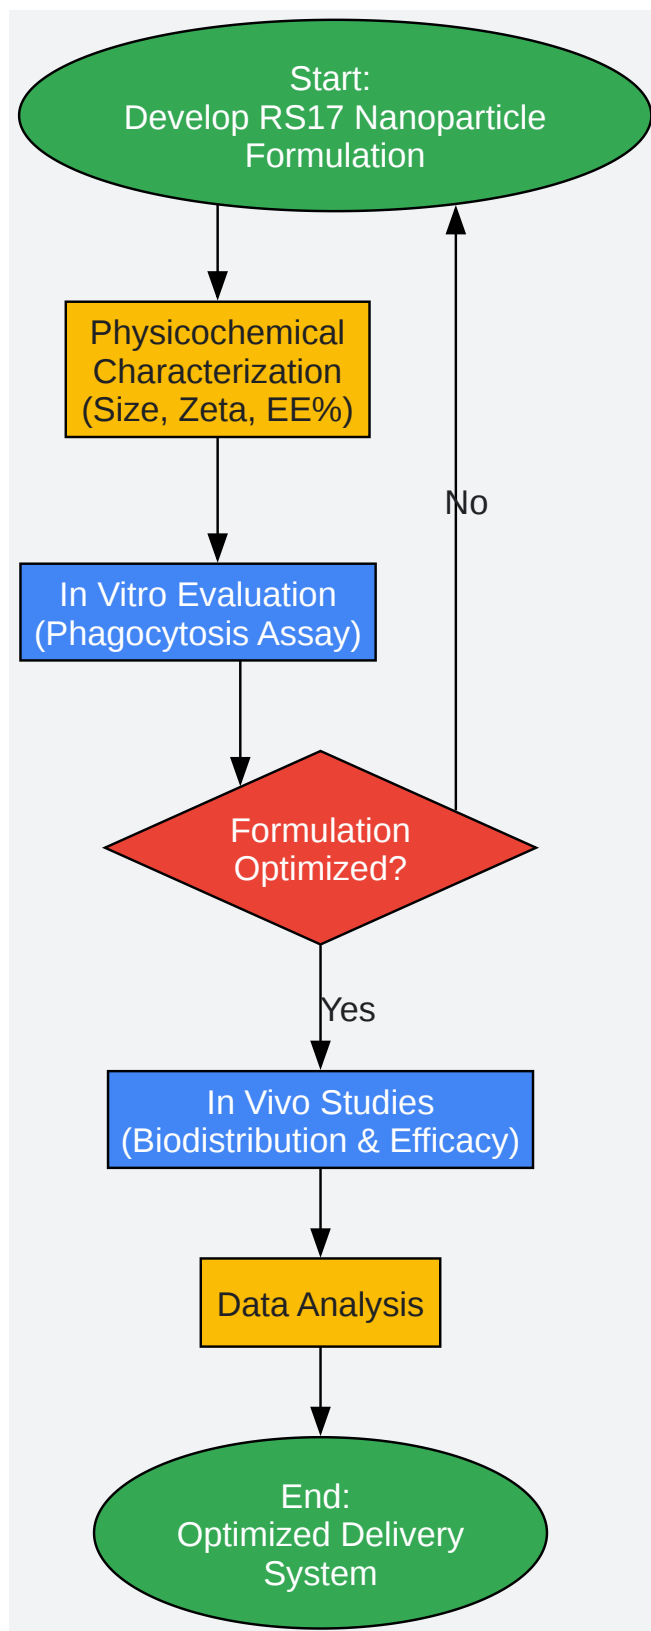 Start:
Develop RS17 Nanoparticle
Formulation
Physicochemical
Characterization
(Size, Zeta, EE%)
No
In Vitro Evaluation
(Phagocytosis Assay)
Formulation
Optimized?
Yes
In Vivo Studies
(Biodistribution & Efficacy)
Data Analysis
End:
Optimized Delivery
System